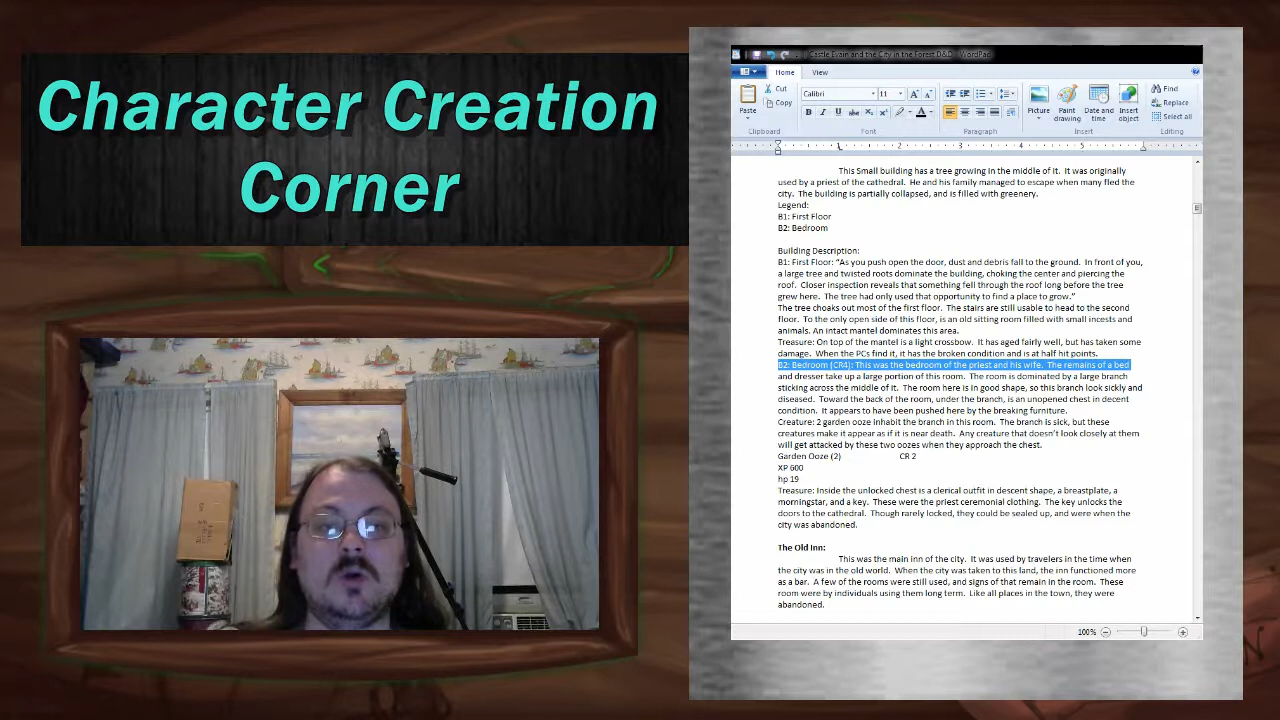 Character Creation
Corner
Castle Evain and the City in the Forest D&D - WordPad
Home
View
Cut
Copy
Paste
Clipboard
Calibri
11
Font
Paragraph
Picture
Paint
drawing
Date and
time
Insert
object
Insert
Find
Replace
Select all
Editing
1
2
3
4
5
This Small building has a tree growing in the middle of it. It was originally
used by a priest of the cathedral. He and his family managed to escape when many fled the
city. The building is partially collapsed, and is filled with greenery.
Legend:
B1: First Floor
B2: Bedroom
Building Description:
B1: First Floor: “As you push open the door, dust and debris fall to the ground. In front of you,
a large tree and twisted roots dominate the building, choking the center and piercing the
roof. Closer inspection reveals that something fell through the roof long before the tree
grew here. The tree had only used that opportunity to find a place to grow.”
The tree choaks out most of the first floor. The stairs are still usable to head to the second
floor. To the only open side of this floor, is an old sitting room filled with small incests and
animals. An intact mantel dominates this area.
Treasure: On top of the mantel is a light crossbow. It has aged fairly well, but has taken some
damage. When the PCs find it, it has the broken condition and is at half hit points.
B2: Bedroom (CR4): This was the bedroom of the priest and his wife. The remains of a bed
and dresser take up a large portion of this room. The room is dominated by a large branch
sticking across the middle of it. The room here is in good shape, so this branch look sickly and
diseased. Toward the back of the room, under the branch, is an unopened chest in decent
condition. It appears to have been pushed here by the breaking furniture.
Creature: 2 garden ooze inhabit the branch in this room. The branch is sick, but these
creatures make it appear as if it is near death. Any creature that doesn’t look closely at them
will get attacked by these two oozes when they approach the chest.
Garden Ooze (2) CR 2
XP 600
hp 19
Treasure: Inside the unlocked chest is a clerical outfit in descent shape, a breastplate, a
morningstar, and a key. These were the priest ceremonial clothing. The key unlocks the
doors to the cathedral. Though rarely locked, they could be sealed up, and were when the
city was abandoned.
The Old Inn:
This was the main inn of the city. It was used by travelers in the time when
the city was in the old world. When the city was taken to this land, the inn functioned more
as a bar. A few of the rooms were still used, and signs of that remain in the room. These
room were by individuals using them long term. Like all places in the town, they were
abandoned.
100%